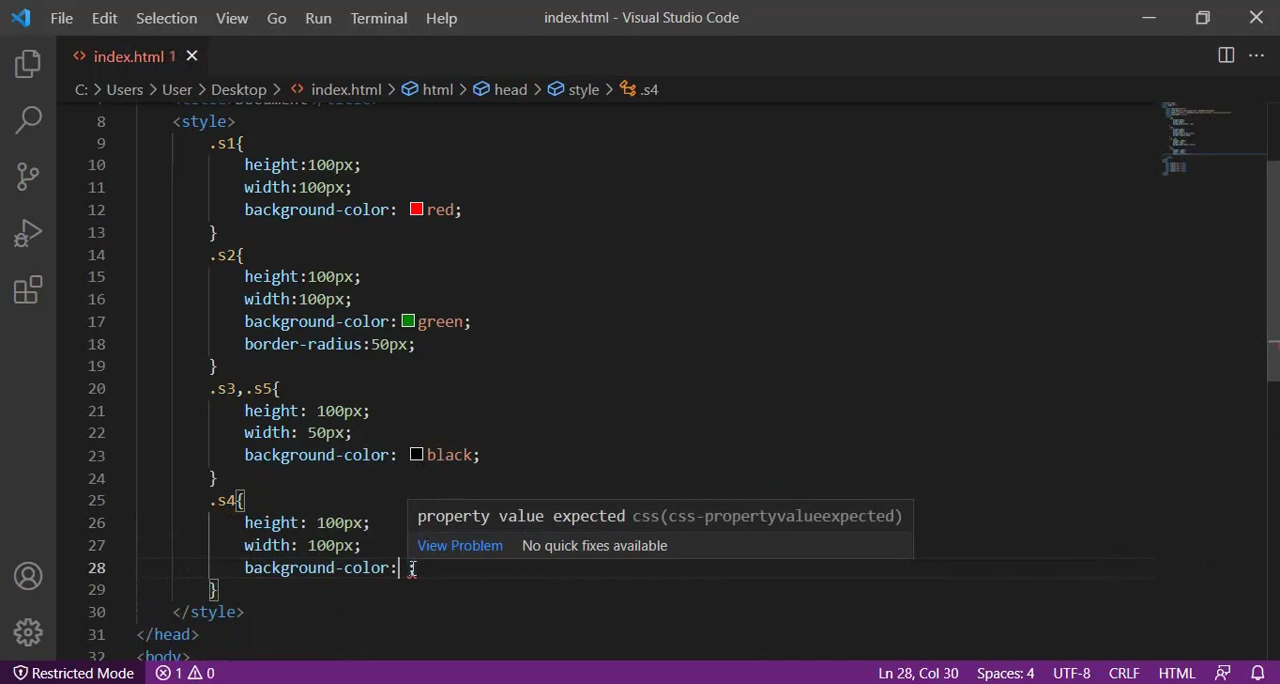 File Edit Selection View Go Run Terminal Help index.html - Visual Studio Code
index.html 1
C: > Users > User > Desktop > index.html > html > head > style > .s4
8 <style>
9 .s1{
10 height:100px;
11 width:100px;
12 background-color: red;
13 }
14 .s2{
15 height:100px;
16 width:100px;
17 background-color:green;
18 border-radius:50px;
19 }
20 .s3,.s5{
21 height: 100px;
22 width: 50px;
23 background-color: black;
24 }
25 .s4{
property value expected css(css-propertyvalueexpected)
26 height: 100px;
27 width: 100px;
View Problem No quick fixes available
28 background-color: ;
29 }
30 </style>
31 </head>
32 <body>
Restricted Mode 1 0 Ln 28, Col 30 Spaces: 4 UTF-8 CRLF HTML